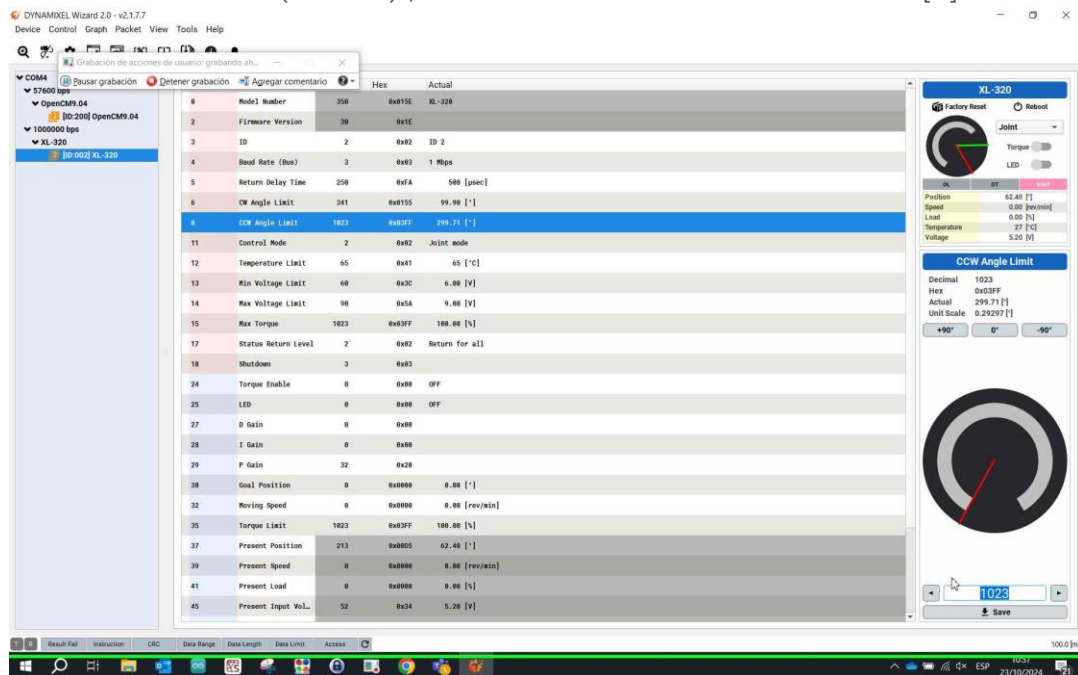 DYNAMIXEL Wizard 2.0 - v2.1.7.7
Device Control Graph Packet View Tools Help
Grabación de acciones de usuario: grabando ah...
Pausar grabación Detener grabación Agregar comentario
COM4
57600 bps
OpenCM9.04
[ID:200] OpenCM9.04
1000000 bps
XL-320
[ID:002] XL-320
Hex Actual
0 Model Number 350 0x015E XL-320
2 Firmware Version 30 0x1E
3 ID 2 0x02 ID 2
4 Baud Rate (Bus) 3 0x03 1 Mbps
5 Return Delay Time 250 0xFA 500 [μsec]
6 CW Angle Limit 341 0x0155 99.90 [°]
8 CCW Angle Limit 1023 0x03FF 299.71 [°]
11 Control Mode 2 0x02 Joint mode
12 Temperature Limit 65 0x41 65 [°C]
13 Min Voltage Limit 60 0x3C 6.00 [V]
14 Max Voltage Limit 90 0x5A 9.00 [V]
15 Max Torque 1023 0x03FF 100.00 [%]
17 Status Return Level 2 0x02 Return for all
18 Shutdown 3 0x03
24 Torque Enable 0 0x00 OFF
25 LED 0 0x00 OFF
27 D Gain 0 0x00
28 I Gain 0 0x00
29 P Gain 32 0x20
30 Goal Position 0 0x0000 0.00 [°]
32 Moving Speed 0 0x0000 0.00 [rev/min]
35 Torque Limit 1023 0x03FF 100.00 [%]
37 Present Position 213 0x00D5 62.40 [°]
39 Present Speed 0 0x0000 0.00 [rev/min]
41 Present Load 0 0x0000 0.00 [%]
45 Present Input Vol… 52 0x34 5.20 [V]
XL-320
Factory Reset Reboot
Joint
Torque
LED
OL OT VOLT
Position 62.40 [°]
Speed 0.00 [rev/min]
Load 0.00 [%]
Temperature 27 [°C]
Voltage 5.20 [V]
CCW Angle Limit
Decimal 1023
Hex 0x03FF
Actual 299.71 [°]
Unit Scale 0.29297 [°]
+90° 0° -90°
1023
Save
T R Result Fail Instruction CRC Data Range Data Length Data Limit Access
ESP
10:57
23/10/2024
21